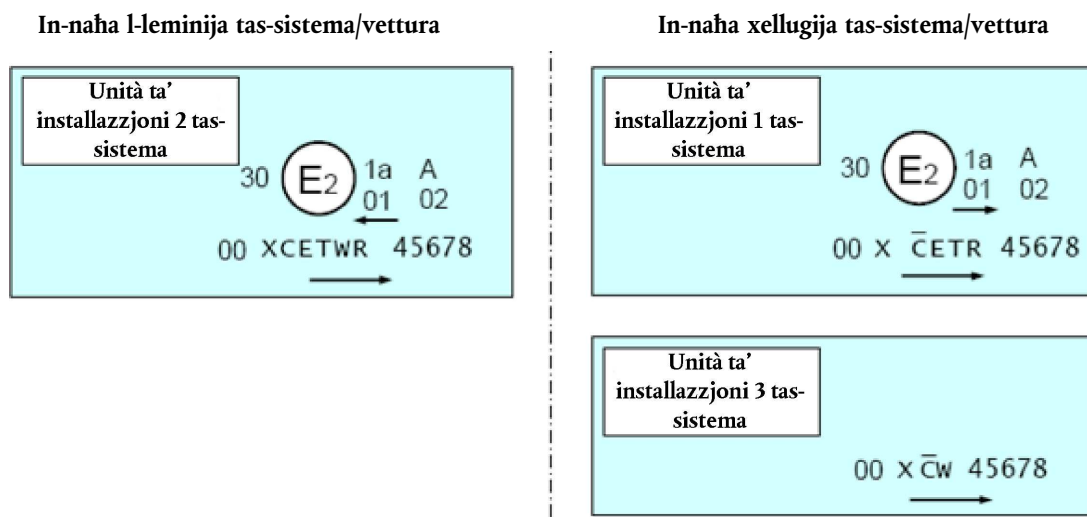 In-naħa l-leminija tas-sistema/vettura
Unità ta'
installazzjoni 2 tas-
sistema
30 E2 1a A
01 02
00 XCETWR 45678
In-naħa xellugija tas-sistema/vettura
Unità ta'
installazzjoni 1 tas-
sistema
30 E2 1a A
01 02
00 X C̅ETR 45678
Unità ta'
installazzjoni 3 tas-
sistema
00 X C̅W 45678